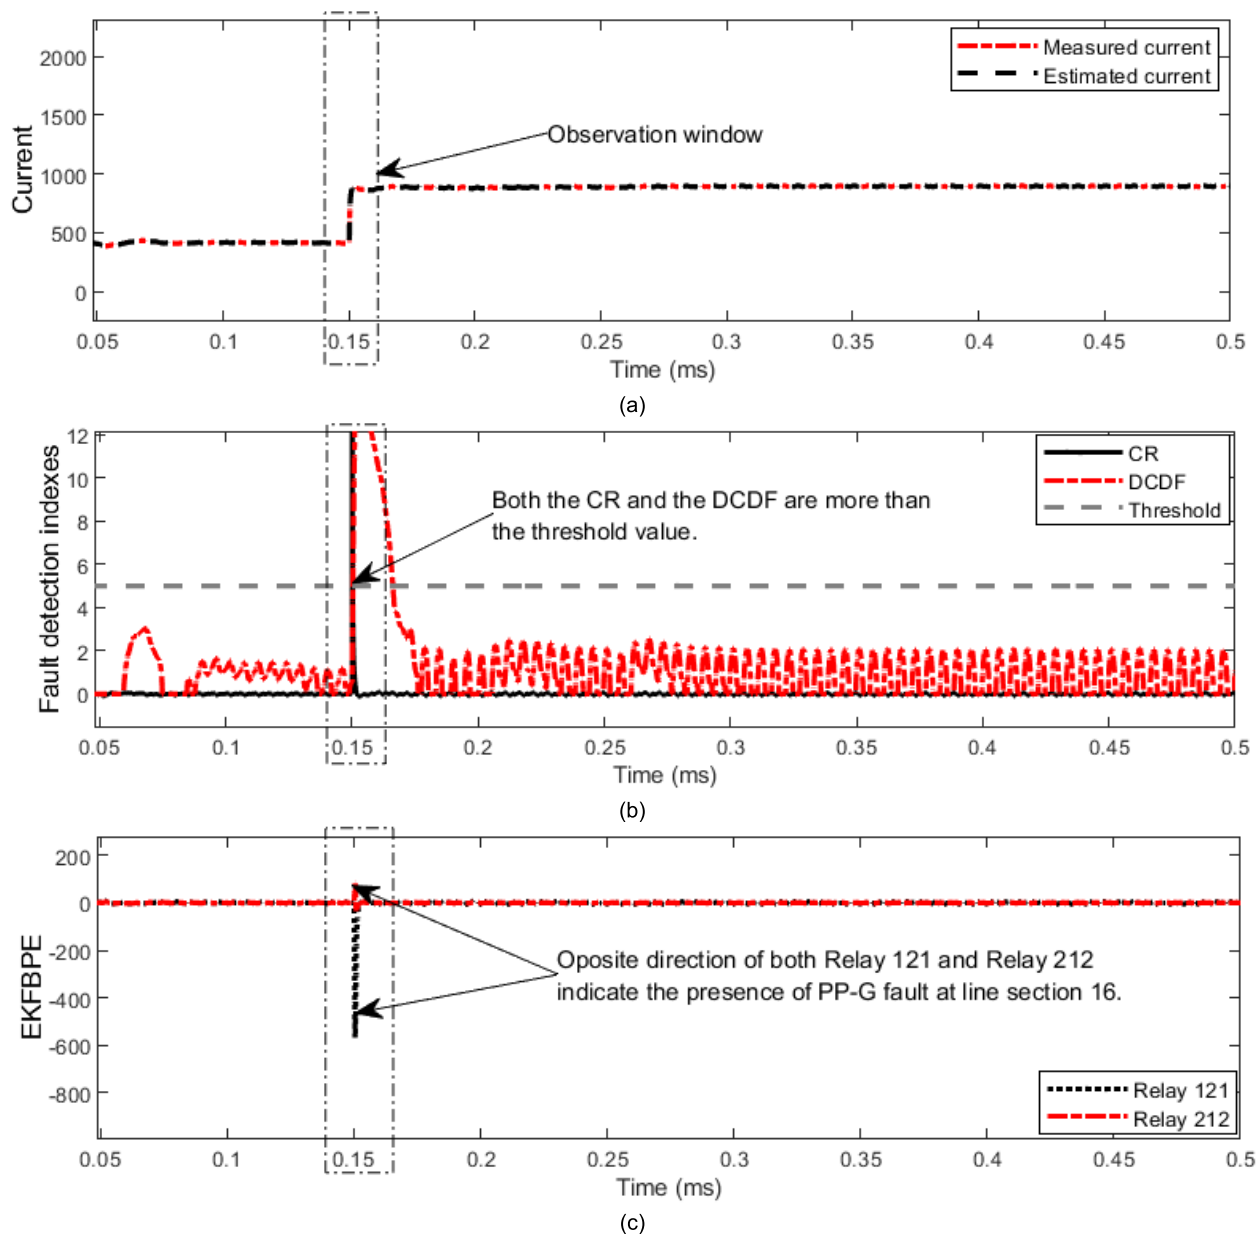 2000
1500
1000
500
0
Current
Measured current
Estimated current
Observation window
0.05 0.1 0.15 0.2 0.25 0.3 0.35 0.4 0.45 0.5
Time (ms)
(a)
12
10
8
6
4
2
0
Fault detection indexes
CR
DCDF
Threshold
Both the CR and the DCDF are more than
the threshold value.
0.05 0.1 0.15 0.2 0.25 0.3 0.35 0.4 0.45 0.5
Time (ms)
(b)
200
0
-200
-400
-600
-800
EKFBPE
Oposite direction of both Relay 121 and Relay 212
indicate the presence of PP-G fault at line section 16.
Relay 121
Relay 212
0.05 0.1 0.15 0.2 0.25 0.3 0.35 0.4 0.45 0.5
Time (ms)
(c)